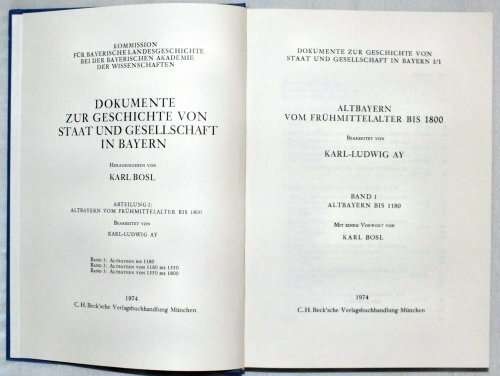 KOMMISSION
FÜR BAYERISCHE LANDESGESCHICHTE
BEI DER BAYERISCHEN AKADEMIE
DER WISSENSCHAFTEN
DOKUMENTE
ZUR GESCHICHTE VON
STAAT UND GESELLSCHAFT
IN BAYERN
HERAUSGEGEBEN VON
KARL BOSL
ABTEILUNG I:
ALTBAYERN VOM FRÜHMITTELALTER BIS 1800
BEARBEITET VON
KARL-LUDWIG AY
BAND 1: ALTBAYERN BIS 1180
BAND 2: ALTBAYERN VON 1180 BIS 1550
BAND 3: ALTBAYERN VON 1550 BIS 1800
1974
C.H.Beck'sche Verlagsbuchhandlung München
DOKUMENTE ZUR GESCHICHTE VON
STAAT UND GESELLSCHAFT IN BAYERN I/1
ALTBAYERN
VOM FRÜHMITTELALTER BIS 1800
BEARBEITET VON
KARL-LUDWIG AY
BAND 1
ALTBAYERN BIS 1180
MIT EINEM VORWORT VON
KARL BOSL
1974
C.H.Beck'sche Verlagsbuchhandlung München